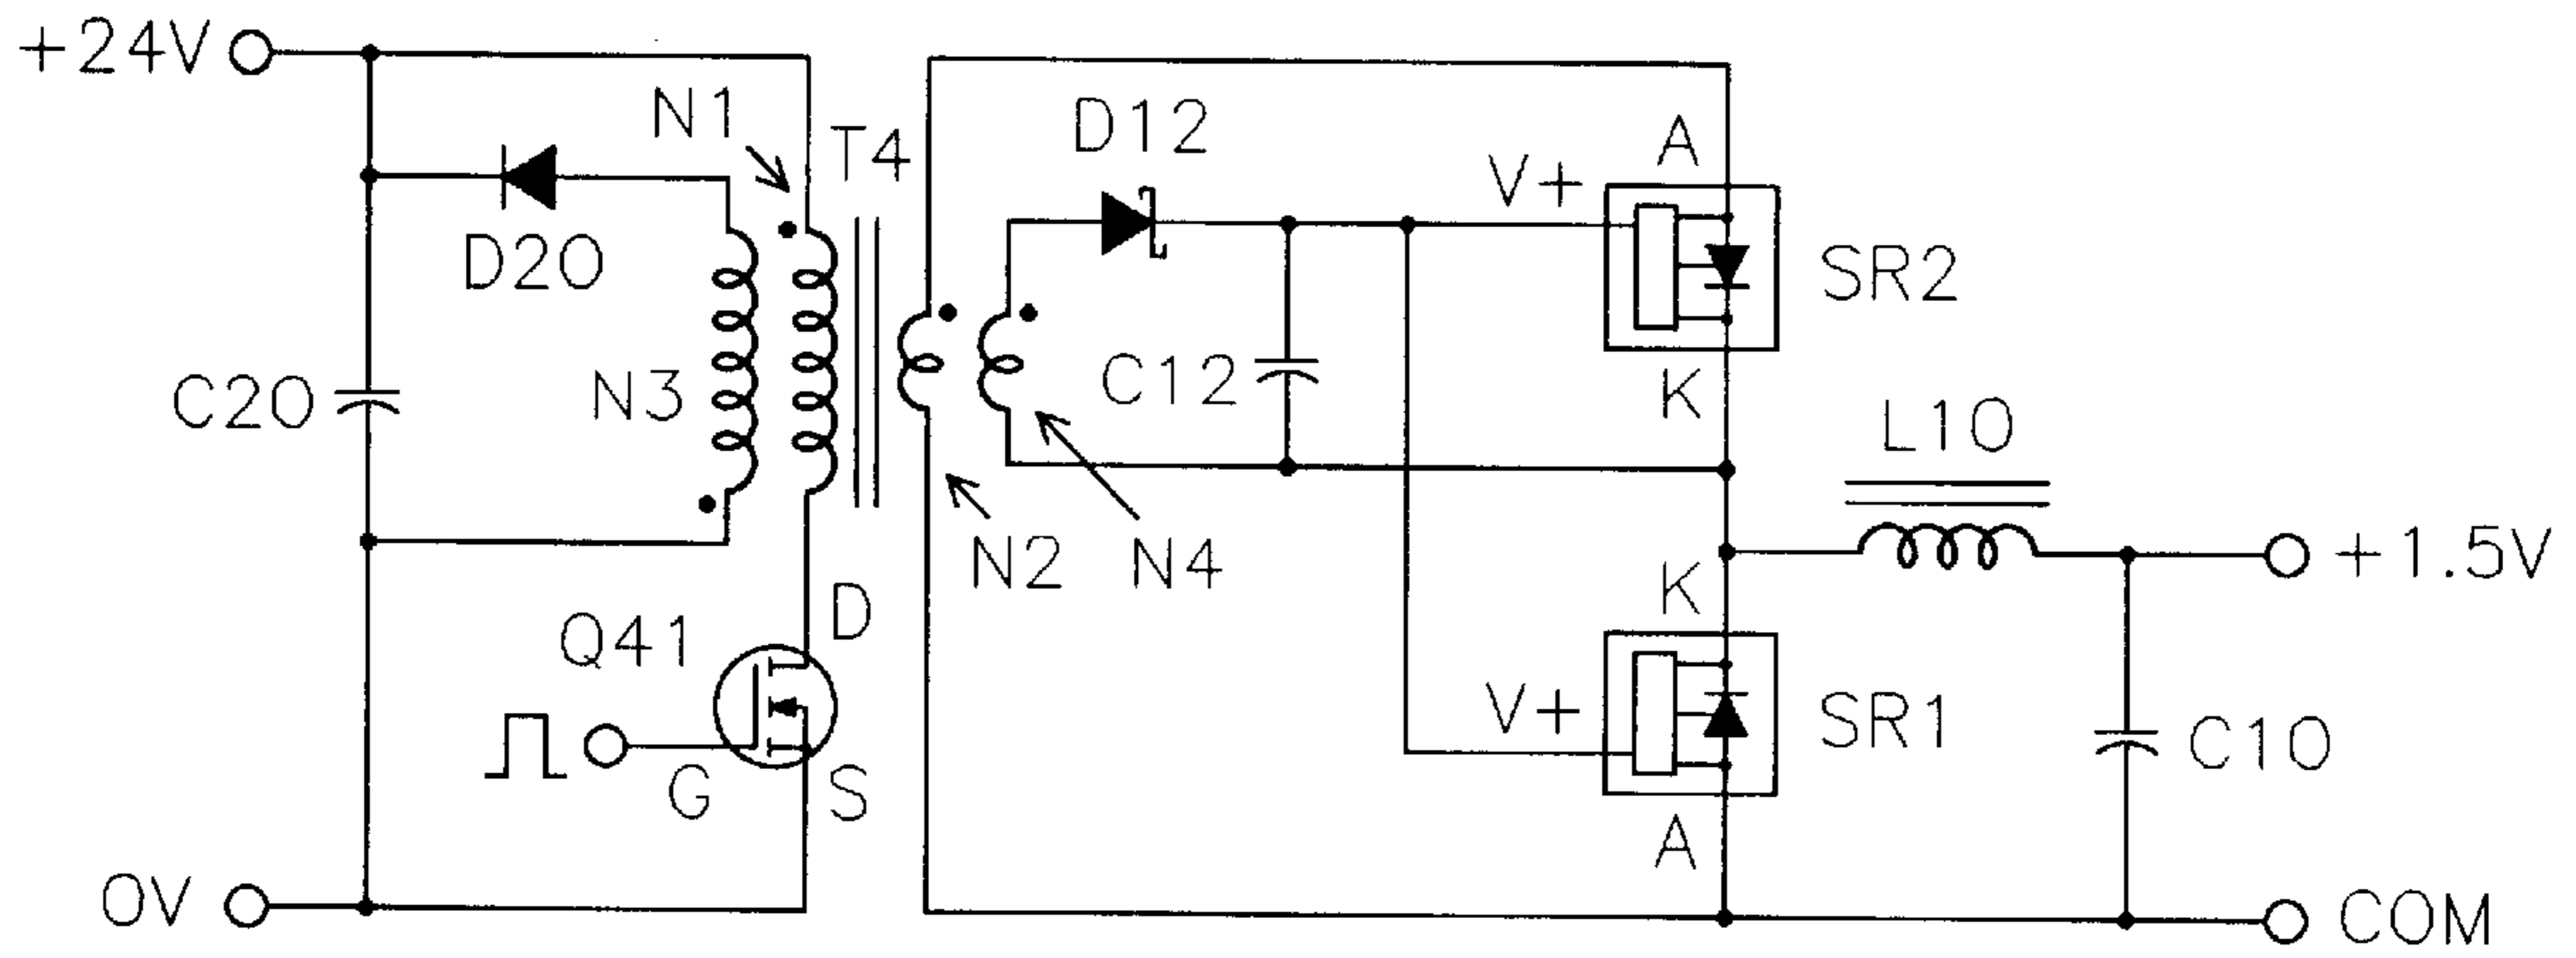 +24V
N1
T4
D12
A
V+
D20
SR2
C20
N3
C12
K
L10
N2
N4
+1.5V
K
Q41
D
V+
SR1
C10
G
S
A
0V
COM